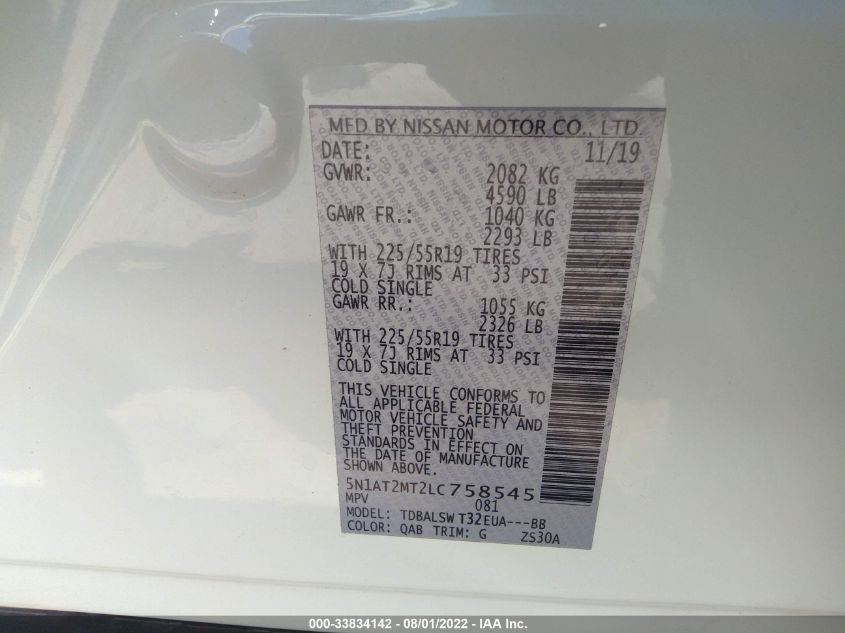 MFD BY NISSAN MOTOR CO., LTD.
DATE: 11/19
GVWR: 2082 KG
4590 LB
GAWR FR.: 1040 KG
2293 LB
WITH 225/55R19 TIRES
19 X 7J RIMS AT 33 PSI
COLD SINGLE
GAWR RR.: 1055 KG
2326 LB
WITH 225/55R19 TIRES
19 X 7J RIMS AT 33 PSI
COLD SINGLE
THIS VEHICLE CONFORMS TO
ALL APPLICABLE FEDERAL
MOTOR VEHICLE SAFETY AND
THEFT PREVENTION
STANDARDS IN EFFECT ON
THE DATE OF MANUFACTURE
SHOWN ABOVE.
5N1AT2MT2LC758545
MPV 081
MODEL: TDBALSW T32EUA---BB
COLOR: QAB TRIM: G ZS30A
000-33834142 - 08/01/2022 - IAA Inc.